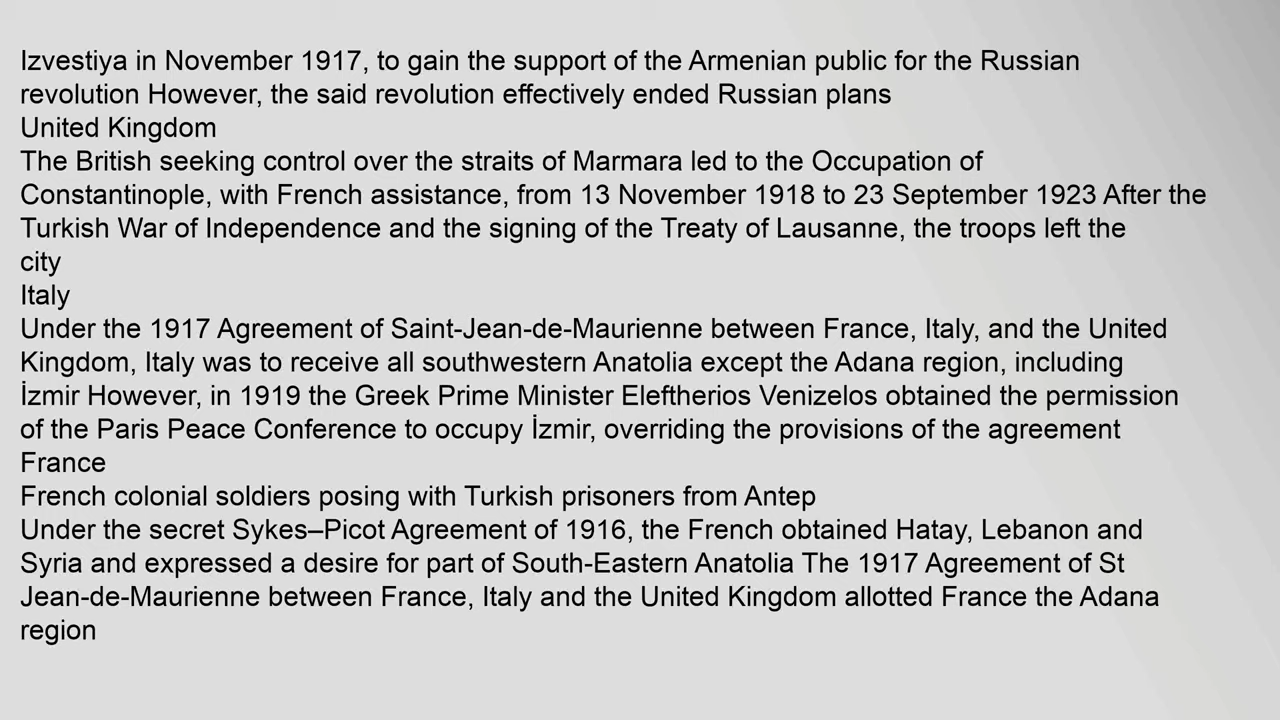 Izvestiya in November 1917, to gain the support of the Armenian public for the Russian
revolution However, the said revolution effectively ended Russian plans
United Kingdom
The British seeking control over the straits of Marmara led to the Occupation of
Constantinople, with French assistance, from 13 November 1918 to 23 September 1923 After the
Turkish War of Independence and the signing of the Treaty of Lausanne, the troops left the
city
Italy
Under the 1917 Agreement of Saint-Jean-de-Maurienne between France, Italy, and the United
Kingdom, Italy was to receive all southwestern Anatolia except the Adana region, including
İzmir However, in 1919 the Greek Prime Minister Eleftherios Venizelos obtained the permission
of the Paris Peace Conference to occupy İzmir, overriding the provisions of the agreement
France
French colonial soldiers posing with Turkish prisoners from Antep
Under the secret Sykes–Picot Agreement of 1916, the French obtained Hatay, Lebanon and
Syria and expressed a desire for part of South-Eastern Anatolia The 1917 Agreement of St
Jean-de-Maurienne between France, Italy and the United Kingdom allotted France the Adana
region